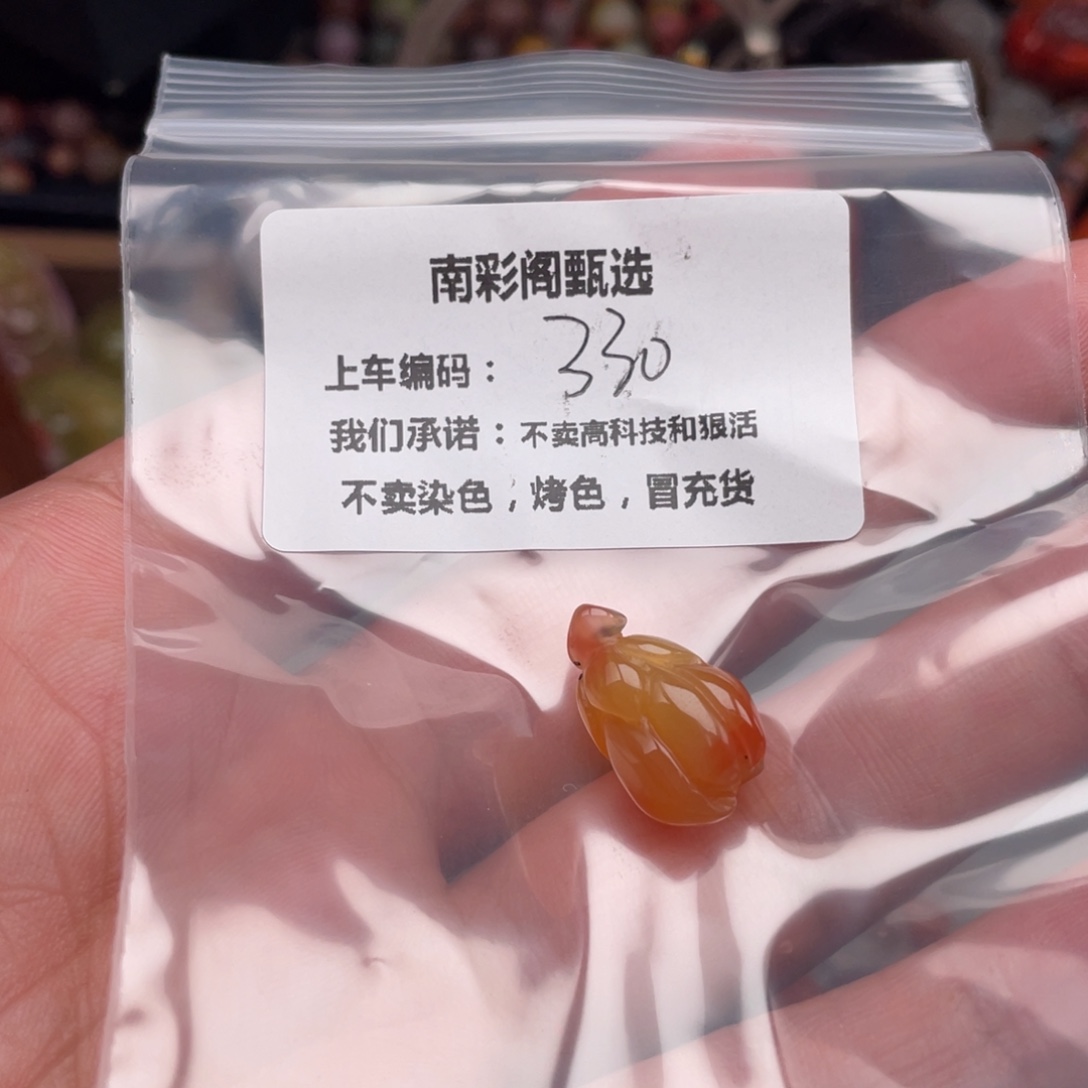 南彩阁甄选
上车编码：330
我们承诺：不卖高科技和狠活
不卖染色，烤色，冒充货